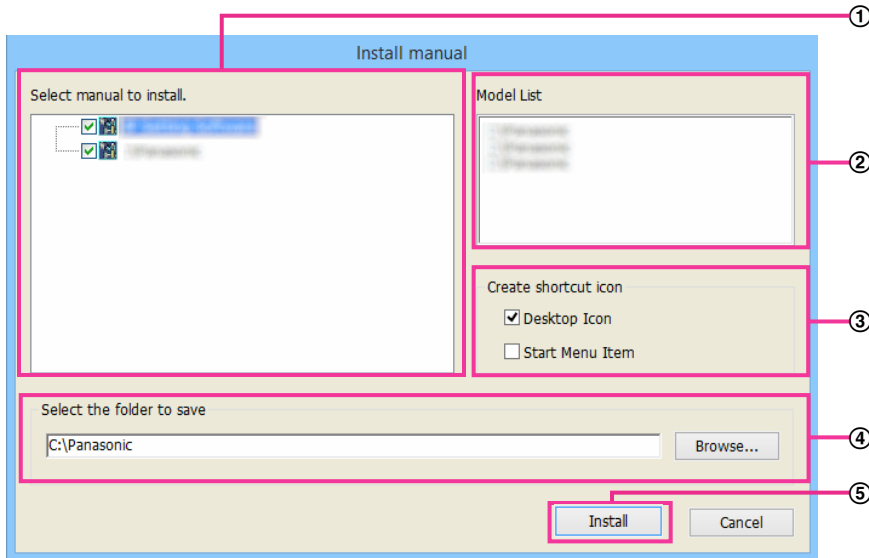 ①
Install manual
Select manual to install.
Model List
②
Create shortcut icon
Desktop Icon
③
Start Menu Item
Select the folder to save
C:\Panasonic
Browse...
④
⑤
Install
Cancel